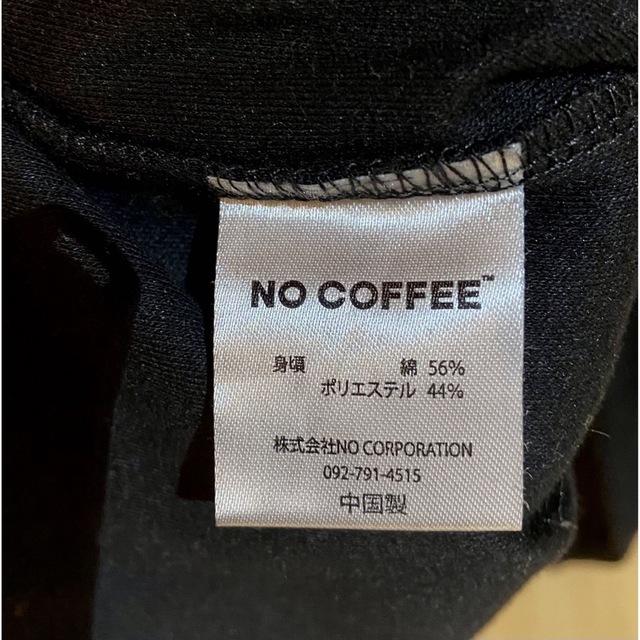 NO COFFEE™
身頃 綿 56%
ポリエステル 44%
株式会社NO CORPORATION
092-791-4515
中国製